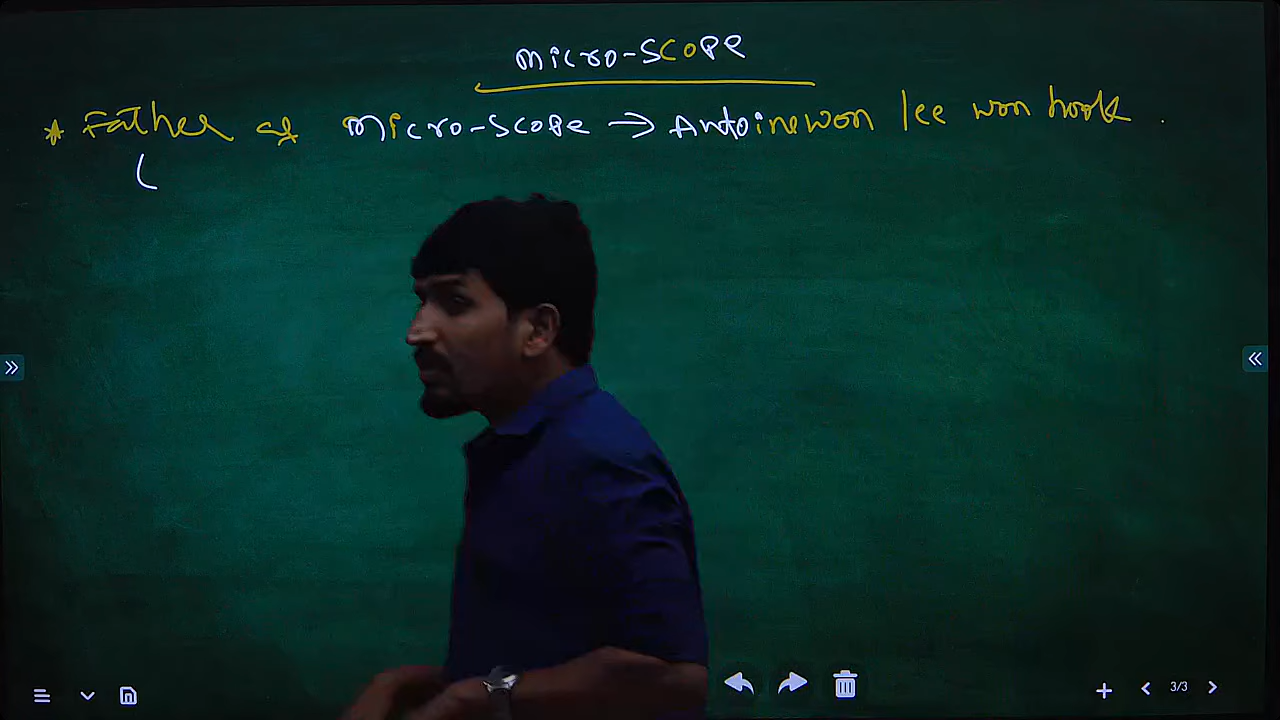 Micro-SCOPE
* Father of Micro-SCOPE → Antoinewon lee won hook.
(
3/3